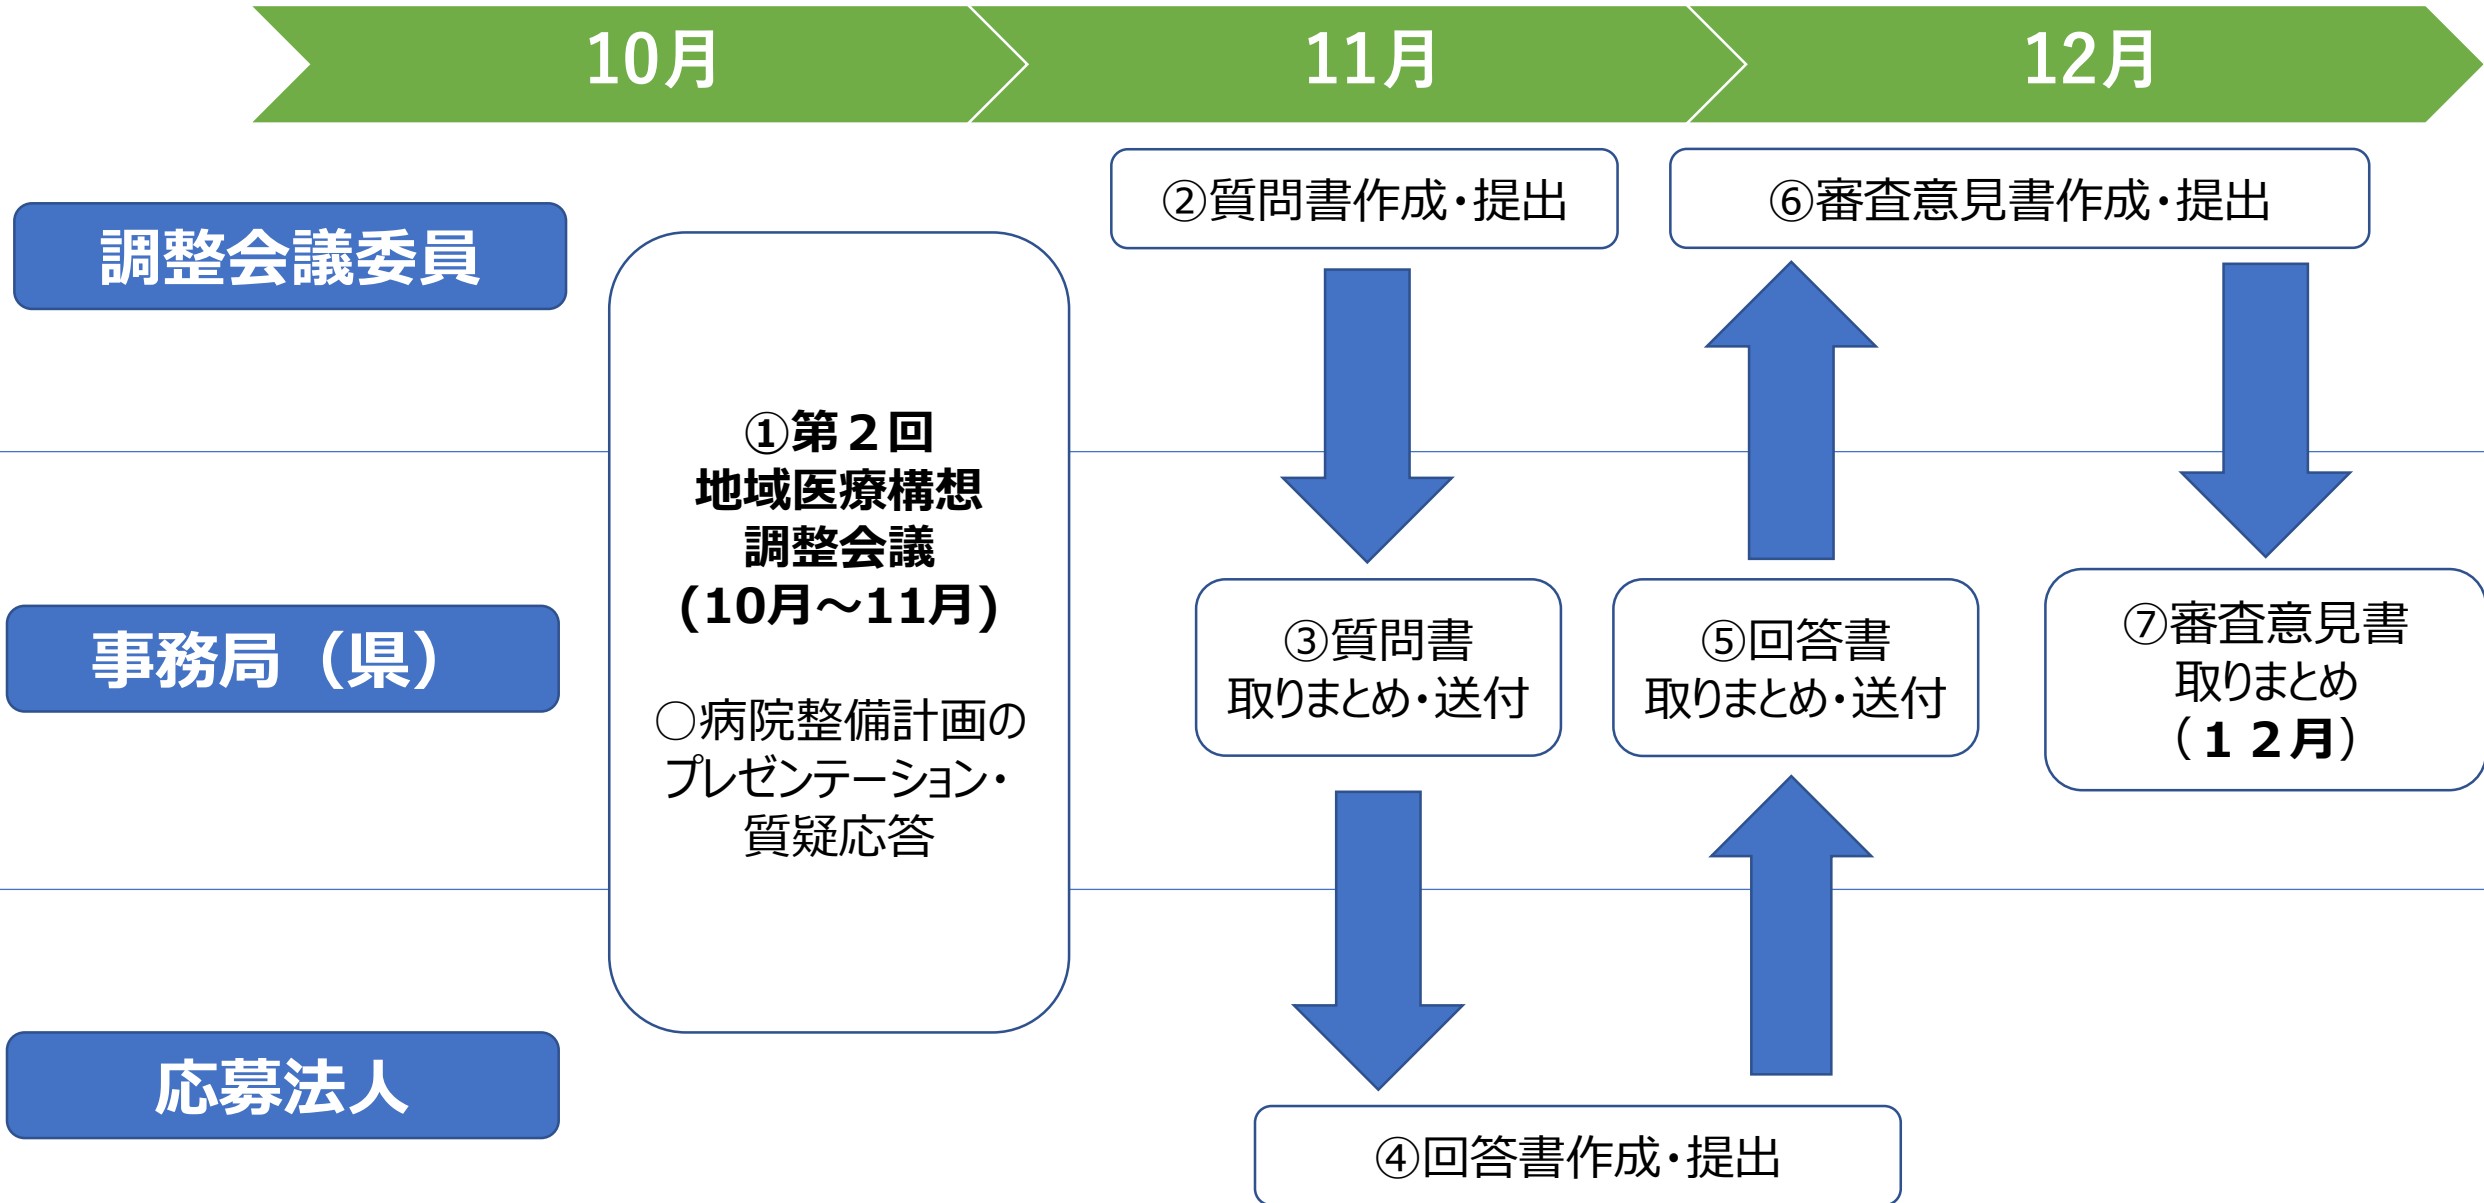 10月
11月
12月
調整会議委員
②質問書作成・提出
⑥審査意見書作成・提出
①第２回
地域医療構想
調整会議
(10月～11月)
○病院整備計画の
プレゼンテーション・
質疑応答
事務局（県）
③質問書
取りまとめ・送付
⑤回答書
取りまとめ・送付
⑦審査意見書
取りまとめ
（１２月）
応募法人
④回答書作成・提出